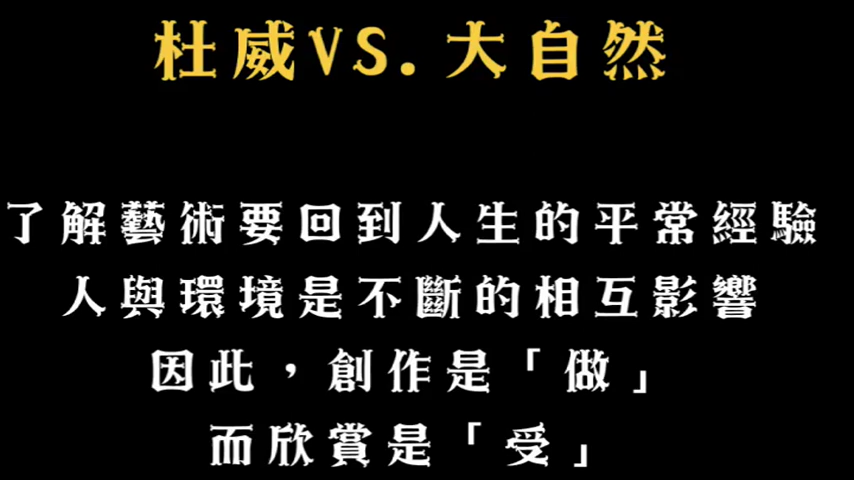 杜威VS.大自然
了解藝術要回到人生的平常經驗
人與環境是不斷的相互影響
因此，創作是「做」
而欣賞是「受」